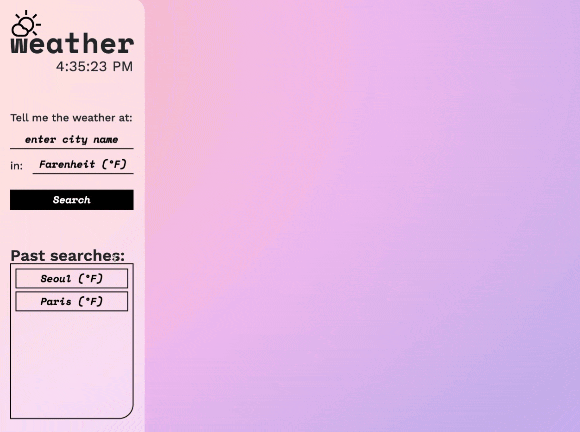 weather
4:35:23 PM
Tell me the weather at:
enter city name
in: Farenheit (°F)
Search
Past searches:
Seoul (°F)
Paris (°F)